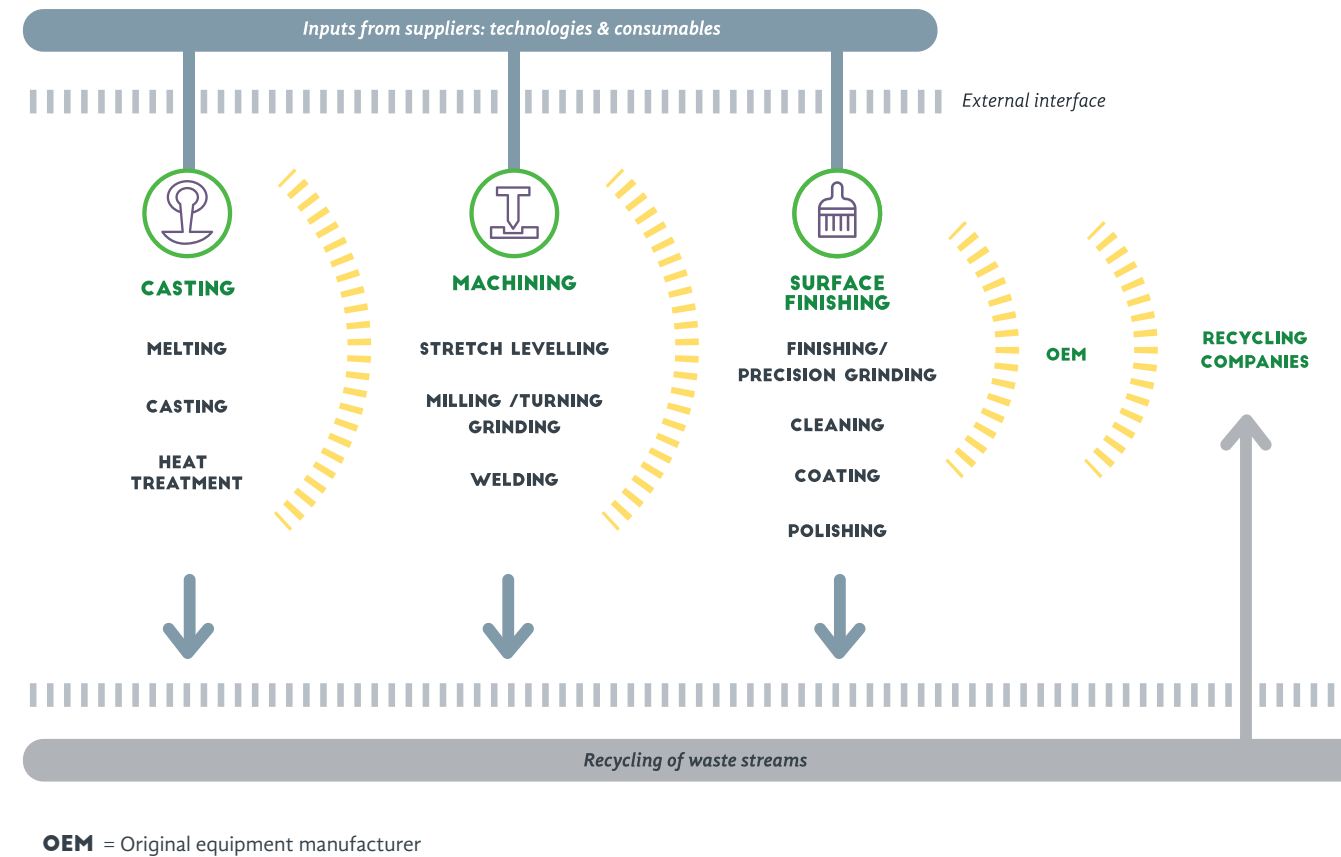 Inputs from suppliers: technologies & consumables
External interface
CASTING
MELTING
CASTING
HEAT
TREATMENT
MACHINING
STRETCH LEVELLING
MILLING /TURNING
GRINDING
WELDING
SURFACE
FINISHING
FINISHING/
PRECISION GRINDING
CLEANING
COATING
POLISHING
OEM
RECYCLING
COMPANIES
Recycling of waste streams
OEM = Original equipment manufacturer